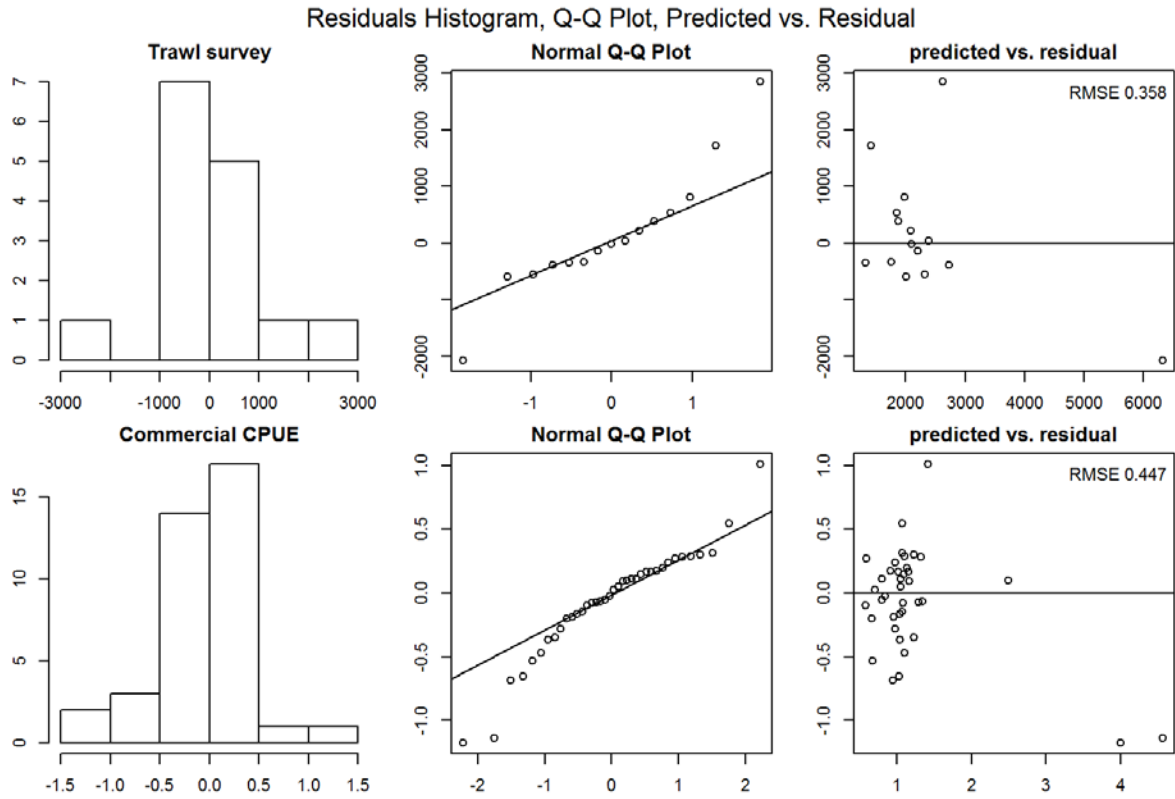 Residuals Histogram, Q-Q Plot, Predicted vs. Residual
Trawl survey
0 1 2 3 4 5 6 7
-3000 -1000 0 1000 3000
Normal Q-Q Plot
-2000 0 1000 2000 3000
-1 0 1
predicted vs. residual
RMSE 0.358
-2000 0 1000 2000 3000
2000 3000 4000 5000 6000
Commercial CPUE
0 5 10 15
-1.5 -1.0 -0.5 0.0 0.5 1.0 1.5
Normal Q-Q Plot
-1.0 -0.5 0.0 0.5 1.0
-2 -1 0 1 2
predicted vs. residual
RMSE 0.447
-1.0 -0.5 0.0 0.5 1.0
1 2 3 4